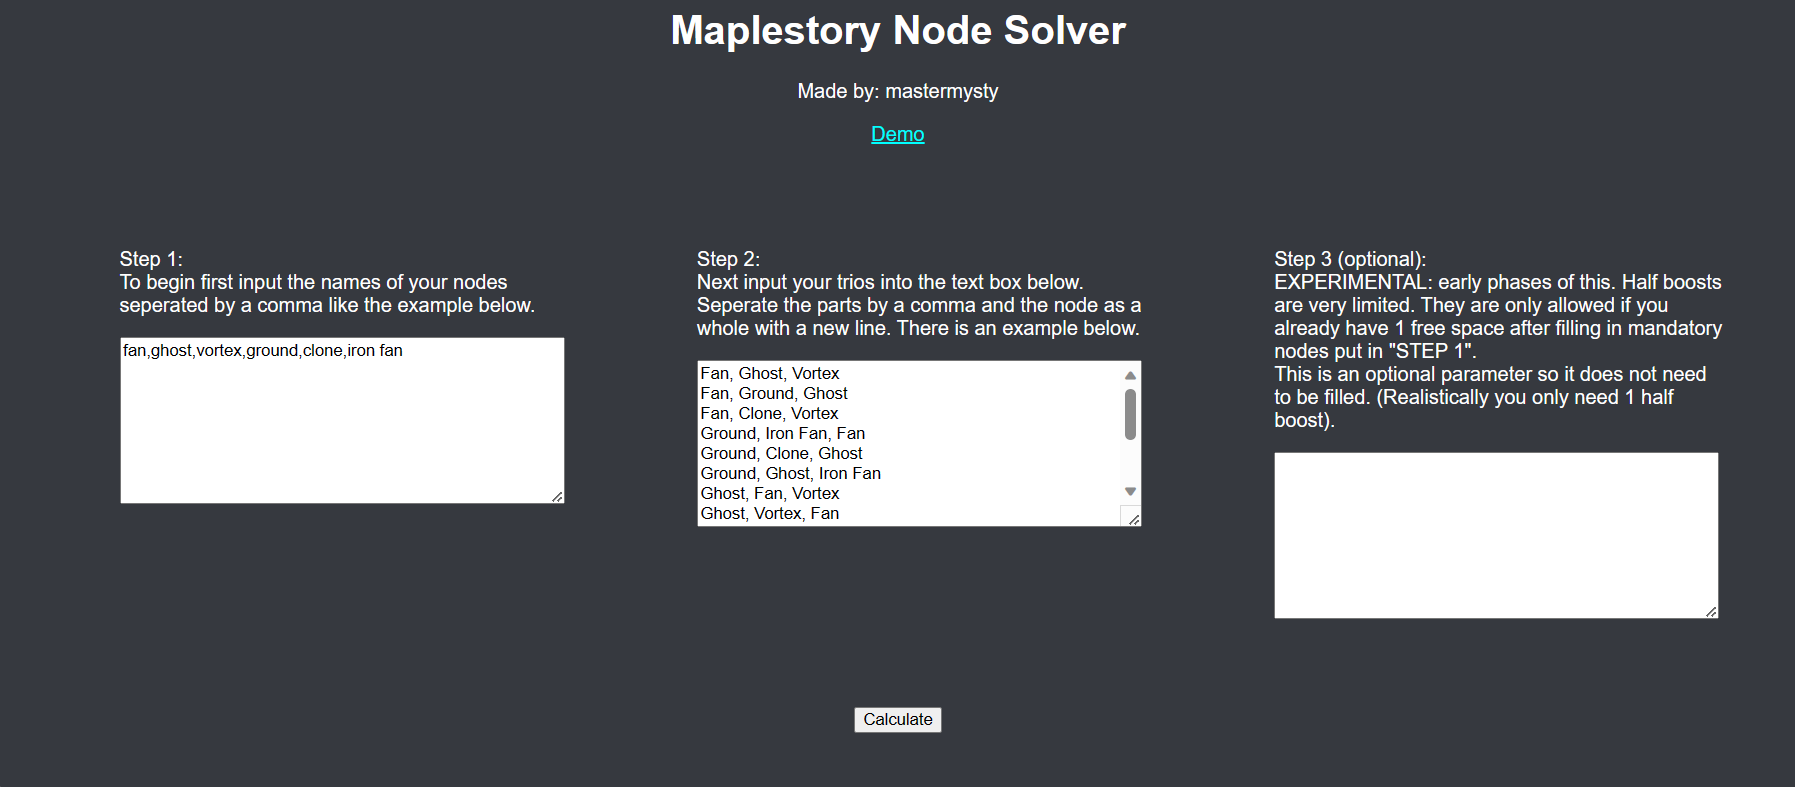 Maplestory Node Solver
Made by: mastermysty
Demo
Step 1:
To begin first input the names of your nodes
seperated by a comma like the example below.
fan,ghost,vortex,ground,clone,iron fan
Step 2:
Next input your trios into the text box below.
Seperate the parts by a comma and the node as a
whole with a new line. There is an example below.
Fan, Ghost, Vortex
Fan, Ground, Ghost
Fan, Clone, Vortex
Ground, Iron Fan, Fan
Ground, Clone, Ghost
Ground, Ghost, Iron Fan
Ghost, Fan, Vortex
Ghost, Vortex, Fan
Step 3 (optional):
EXPERIMENTAL: early phases of this. Half boosts
are very limited. They are only allowed if you
already have 1 free space after filling in mandatory
nodes put in "STEP 1".
This is an optional parameter so it does not need
to be filled. (Realistically you only need 1 half
boost).
Calculate